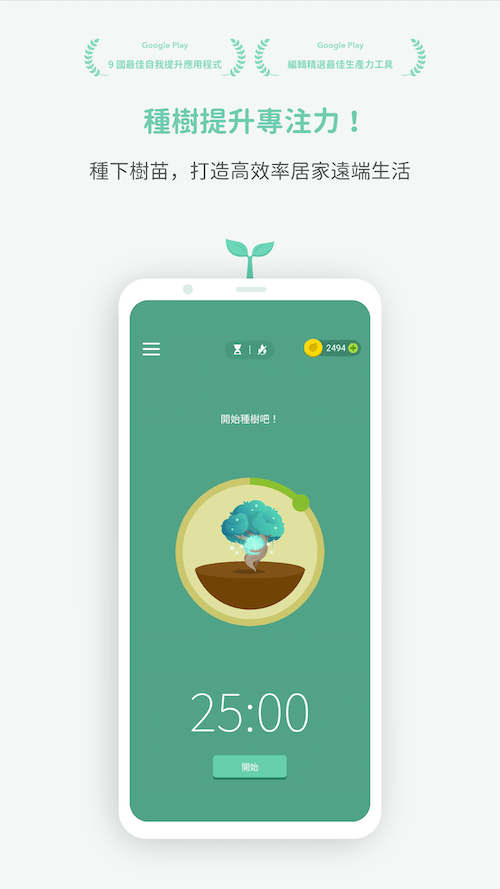 Google Play
9 國最佳自我提升應用程式
Google Play
編輯精選最佳生產力工具
種樹提升專注力！
種下樹苗，打造高效率居家遠端生活
2494
開始種樹吧！
25:00
開始